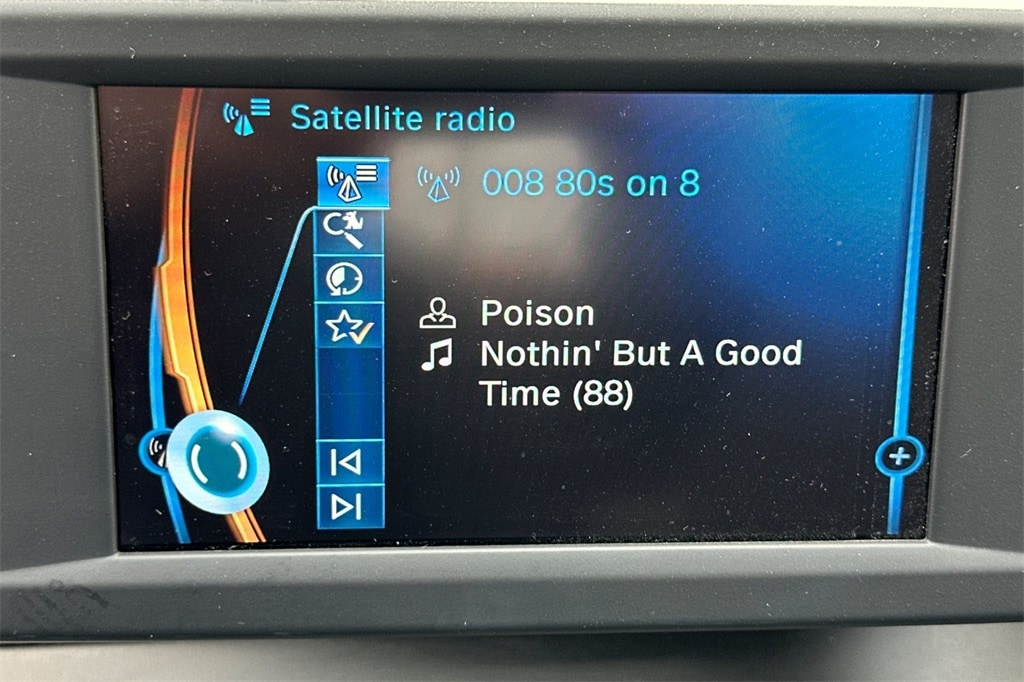 Satellite radio
008 80s on 8
Poison
Nothin' But A Good
Time (88)